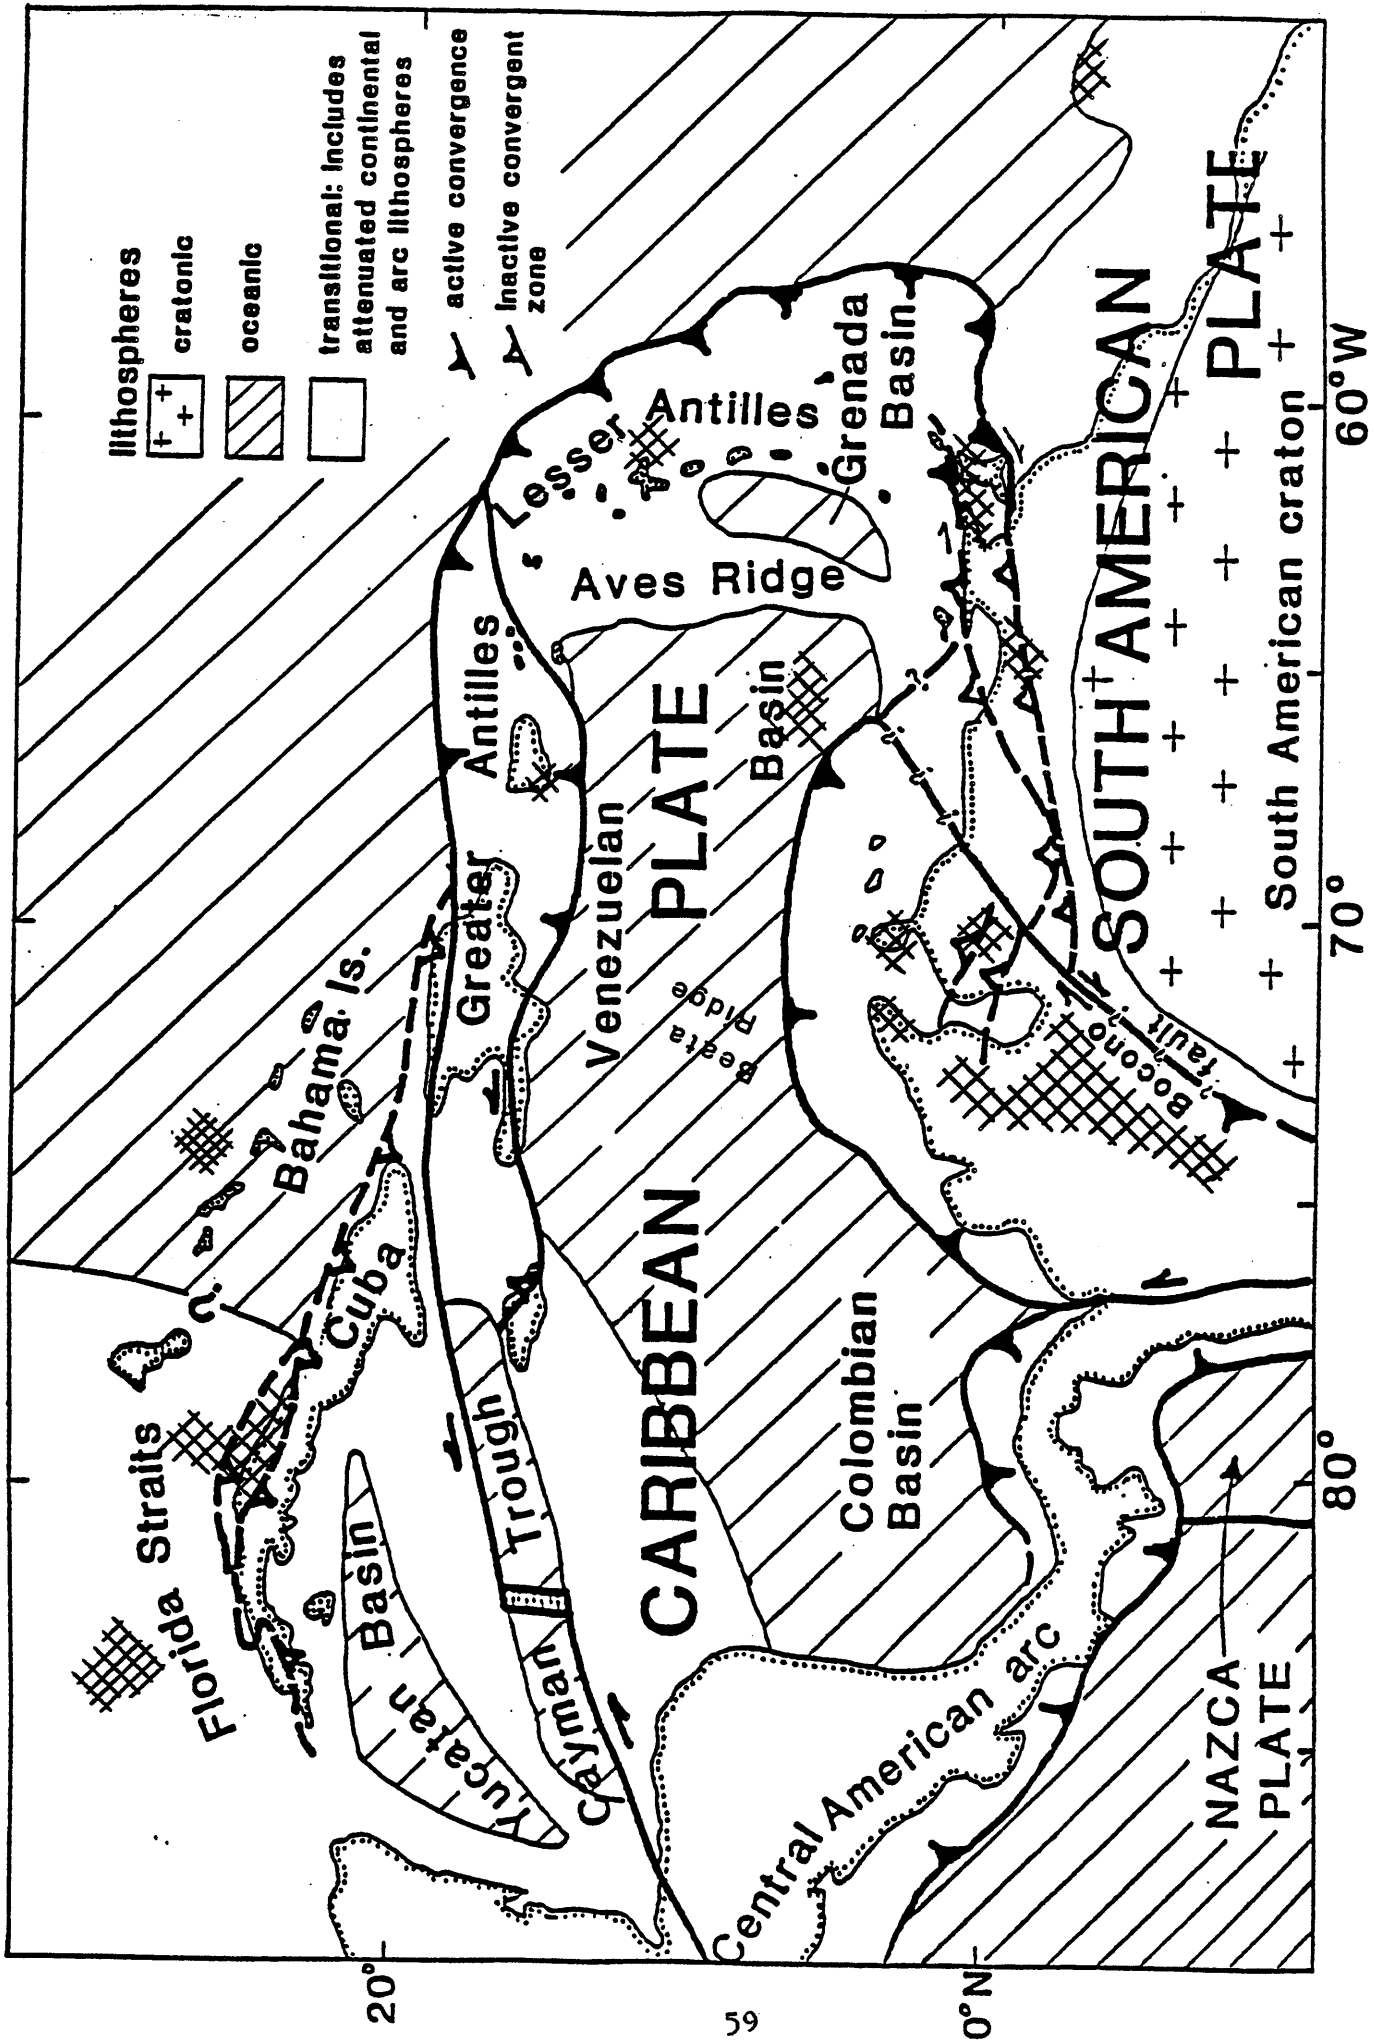 lithospheres
cratonic
oceanic
transitional: includes
attenuated continental
and arc lithospheres
active convergence
inactive convergent
zone
Florida Straits
Bahama Is.
?
Cuba
Yucatan
Basin
Cayman Trough
Greater
Antilles
Lesser
Antilles
Aves Ridge
Grenada
Basin
Venezuelan
Basin
Beata
Ridge
CARIBBEAN
PLATE
Colombian
Basin
Central American arc
Bocono
fault
?
?
?
?
?
?
SOUTH AMERICAN
PLATE
South American craton
NAZCA
PLATE
20°
0°N
80°
70°
60°W
59